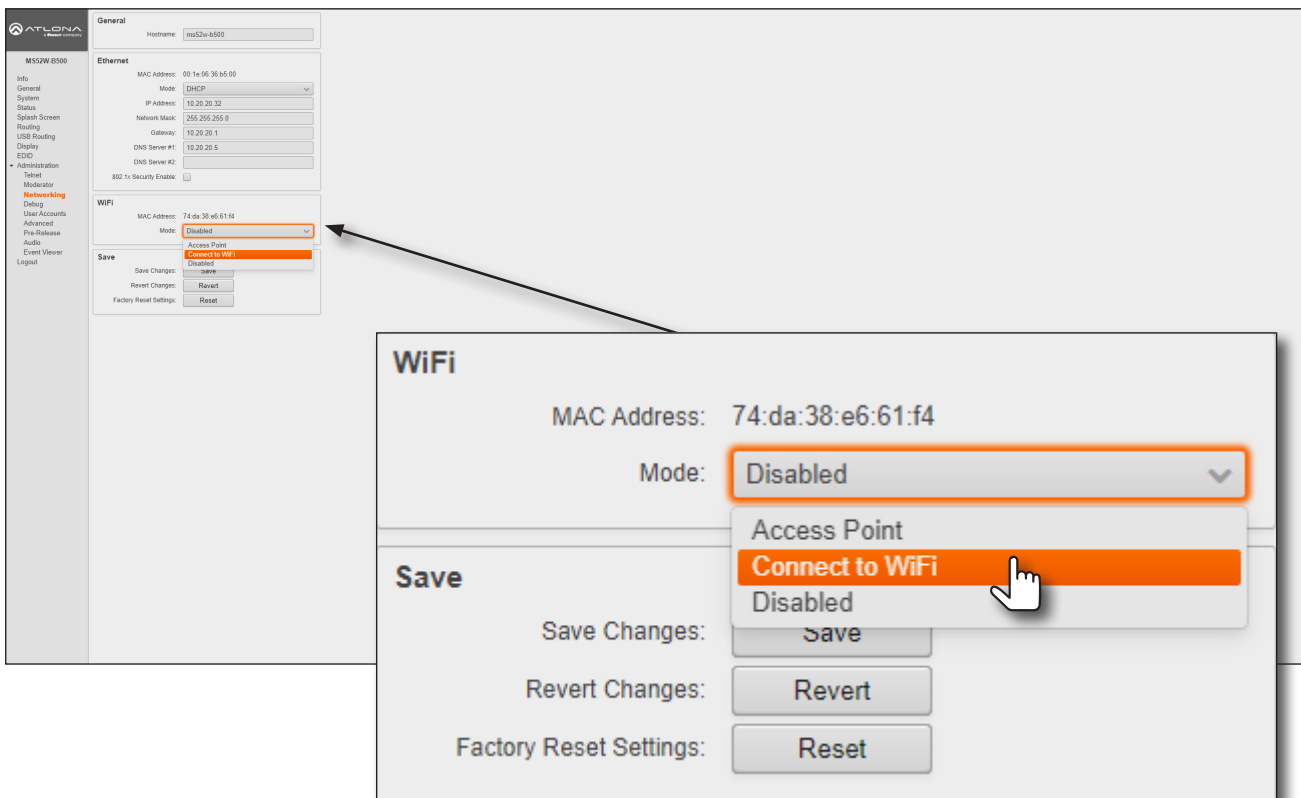 ATLONA
a Panduit company
MS52W-B500
Info
General
System
Status
Splash Screen
Routing
USB Routing
Display
EDID
Administration
Telnet
Moderator
Networking
Debug
User Accounts
Advanced
Pre-Release
Audio
Event Viewer
Logout
General
Hostname: ms52w-b500
Ethernet
MAC Address: 00:1e:06:36:b5:00
Mode: DHCP
IP Address: 10.20.20.32
Network Mask: 255.255.255.0
Gateway: 10.20.20.1
DNS Server #1: 10.20.20.5
DNS Server #2:
802.1x Security Enable:
WiFi
MAC Address: 74:da:38:e6:61:f4
Mode: Disabled
Access Point
Connect to WiFi
Disabled
Save
Save Changes: Save
Revert Changes: Revert
Factory Reset Settings: Reset
WiFi
MAC Address: 74:da:38:e6:61:f4
Mode: Disabled
Access Point
Connect to WiFi
Disabled
Save
Save Changes: Save
Revert Changes: Revert
Factory Reset Settings: Reset